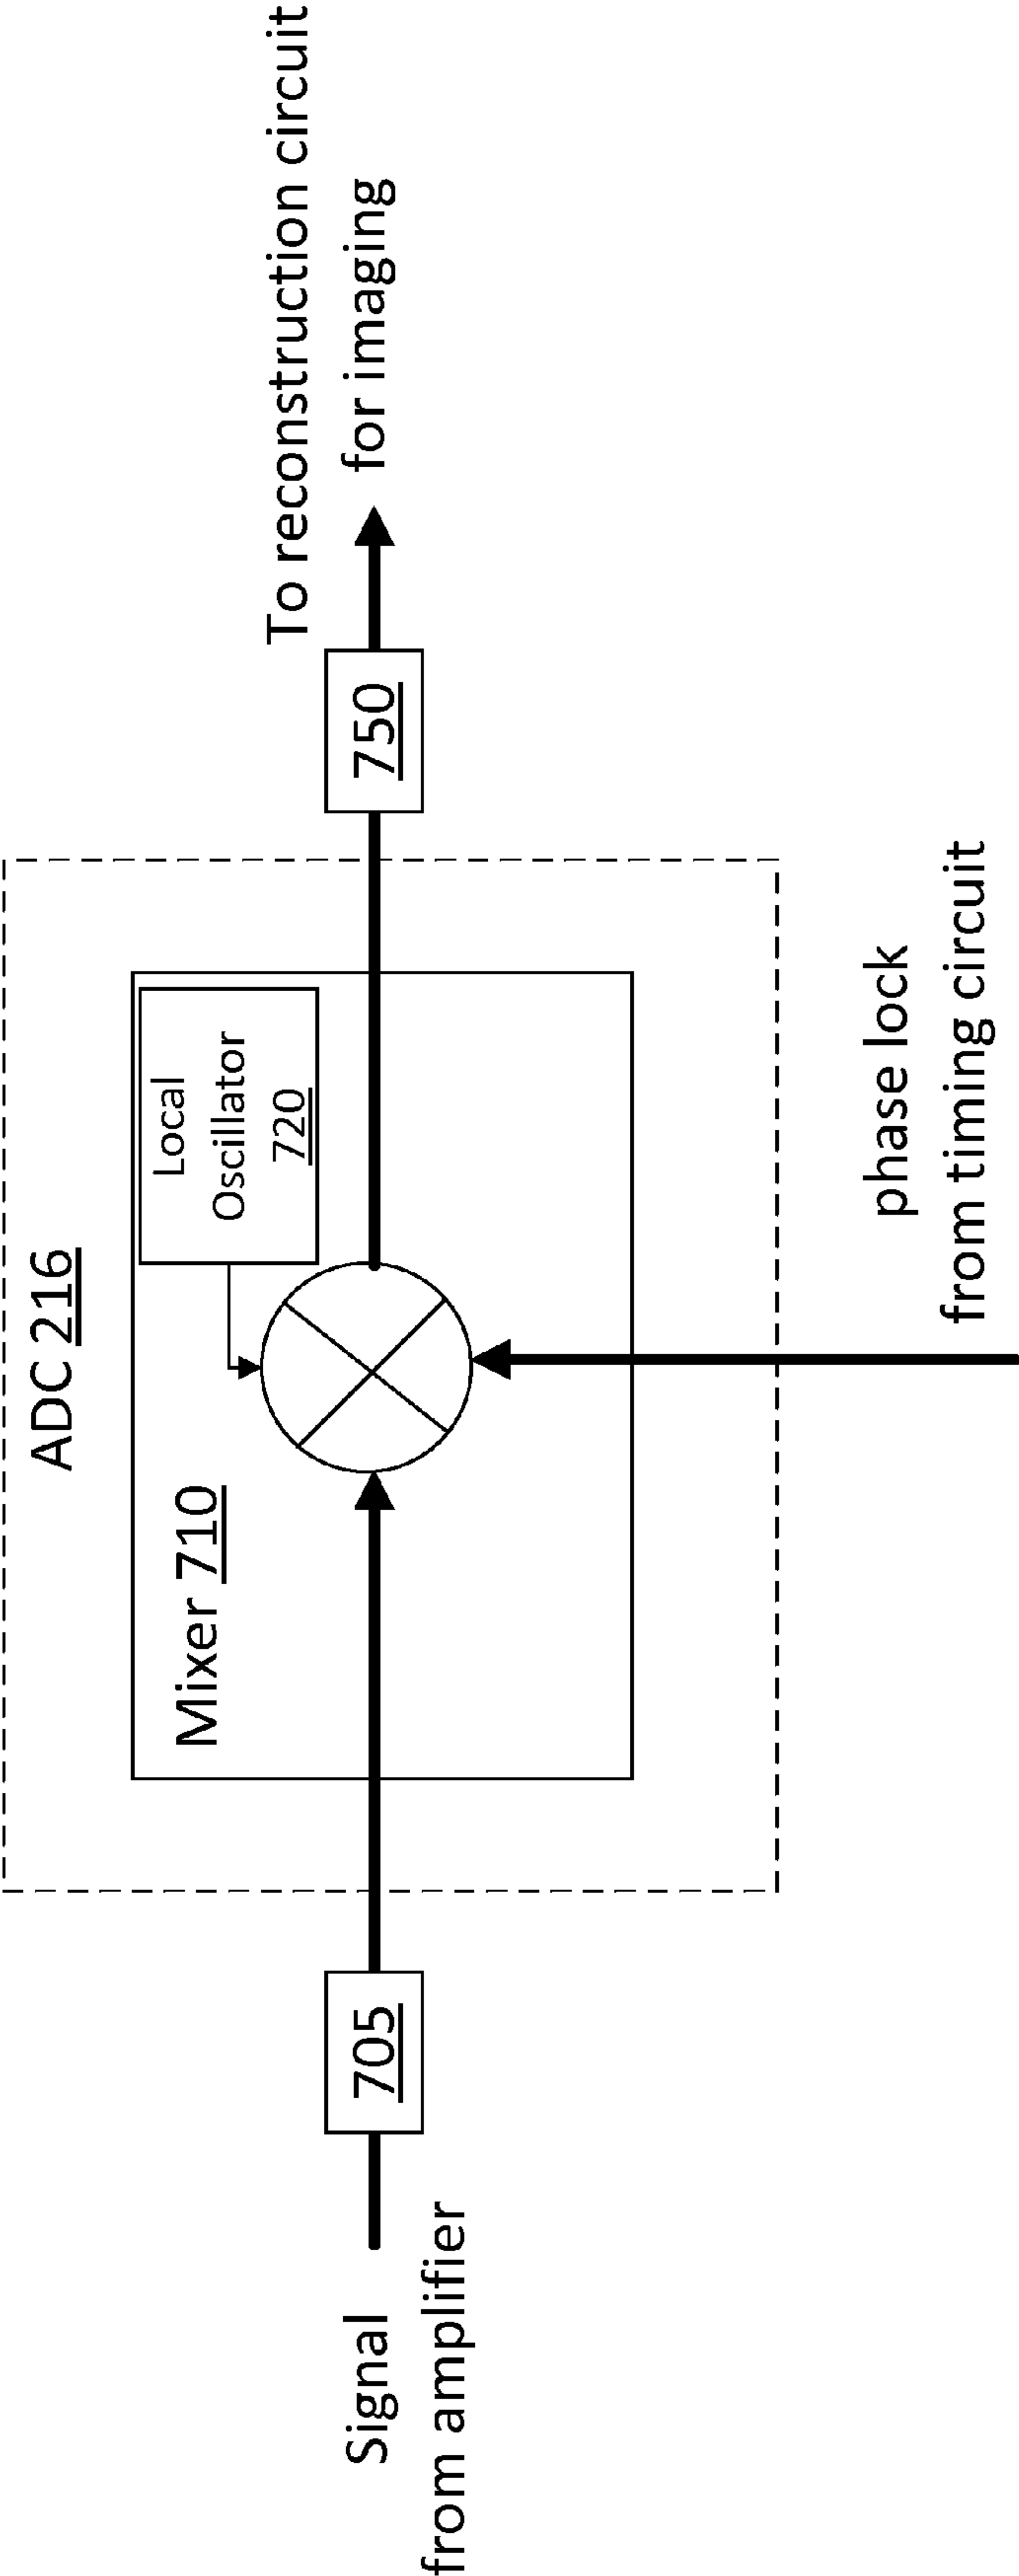 ADC 216
Mixer 710
Local
Oscillator
720
Signal
from amplifier
705
750
To reconstruction circuit
for imaging
phase lock
from timing circuit